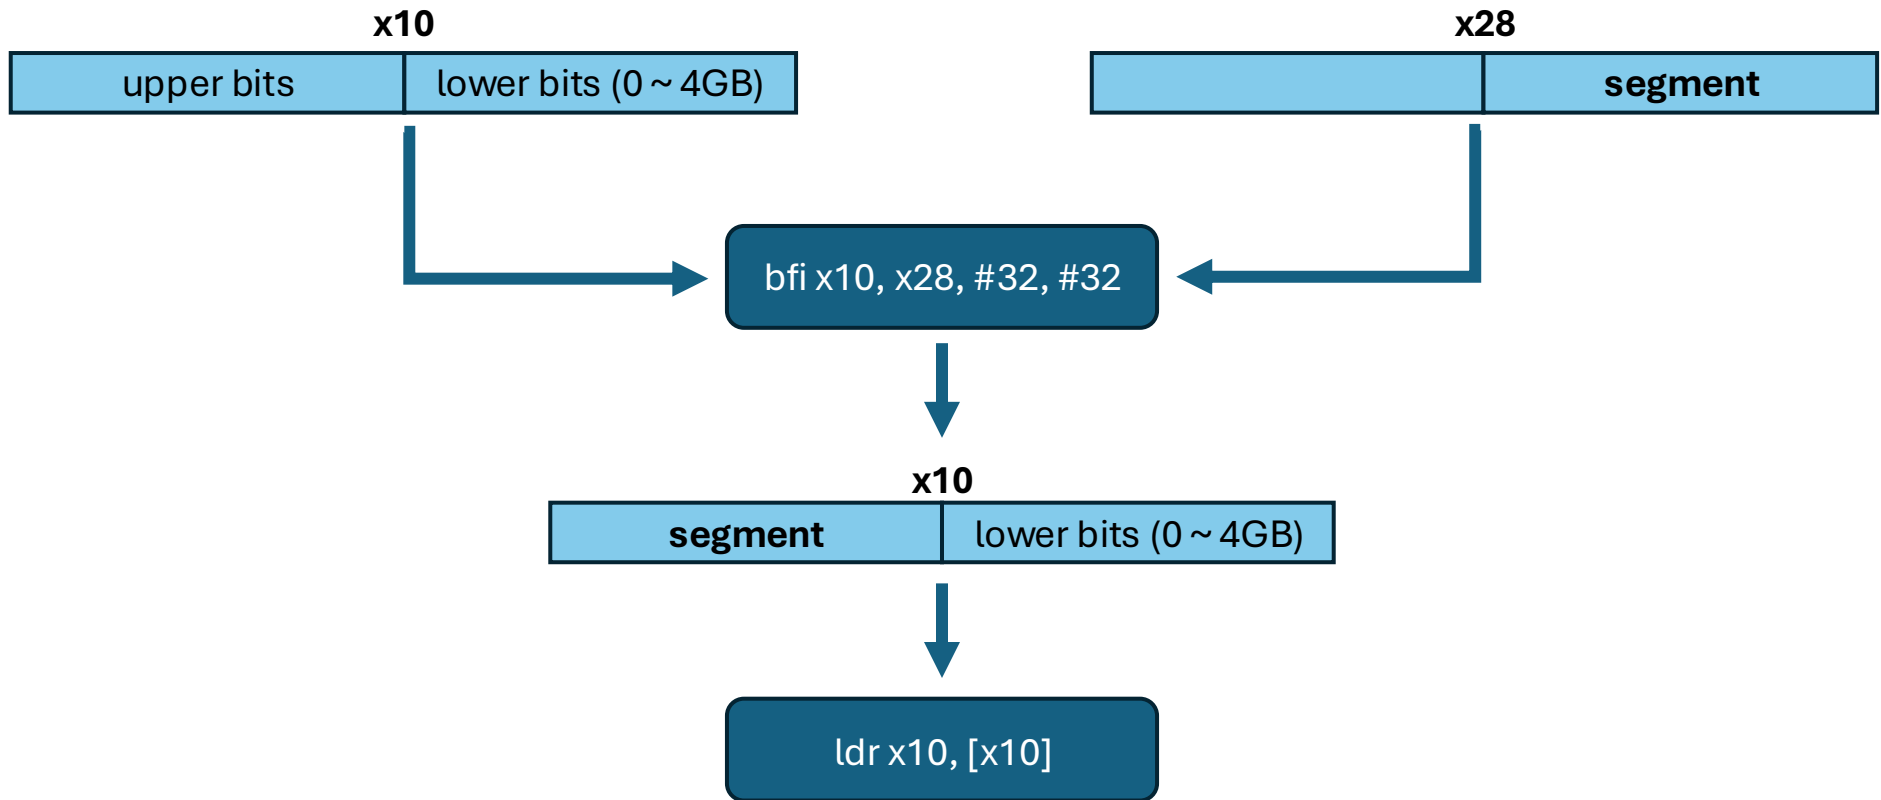 x10
x28
upper bits
lower bits (0 ~ 4GB)
segment
bfi x10, x28, #32, #32
x10
segment
lower bits (0 ~ 4GB)
ldr x10, [x10]